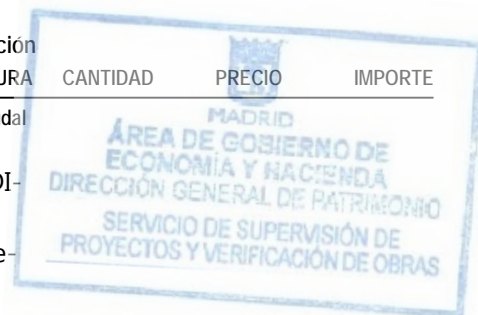 ción
URA CANTIDAD PRECIO IMPORTE
dal
MADRID
ÁREA DE GOBIERNO DE
ECONOMÍA Y HACIENDA
DI-
DIRECCIÓN GENERAL DE PATRIMONIO
SERVICIO DE SUPERVISIÓN DE
e-
PROYECTOS Y VERIFICACIÓN DE OBRAS